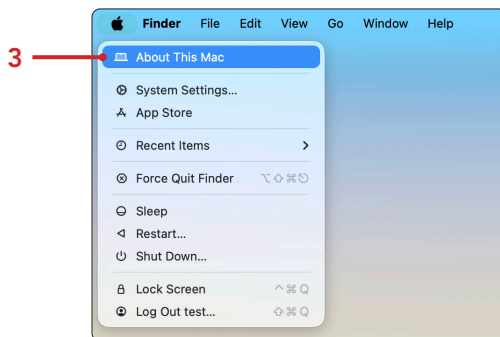 Finder File Edit View Go Window Help
3 About This Mac
System Settings...
App Store
Recent Items
Force Quit Finder ⌥⇧⌘⎋
Sleep
Restart...
Shut Down...
Lock Screen ^⌘Q
Log Out test... ⇧⌘Q